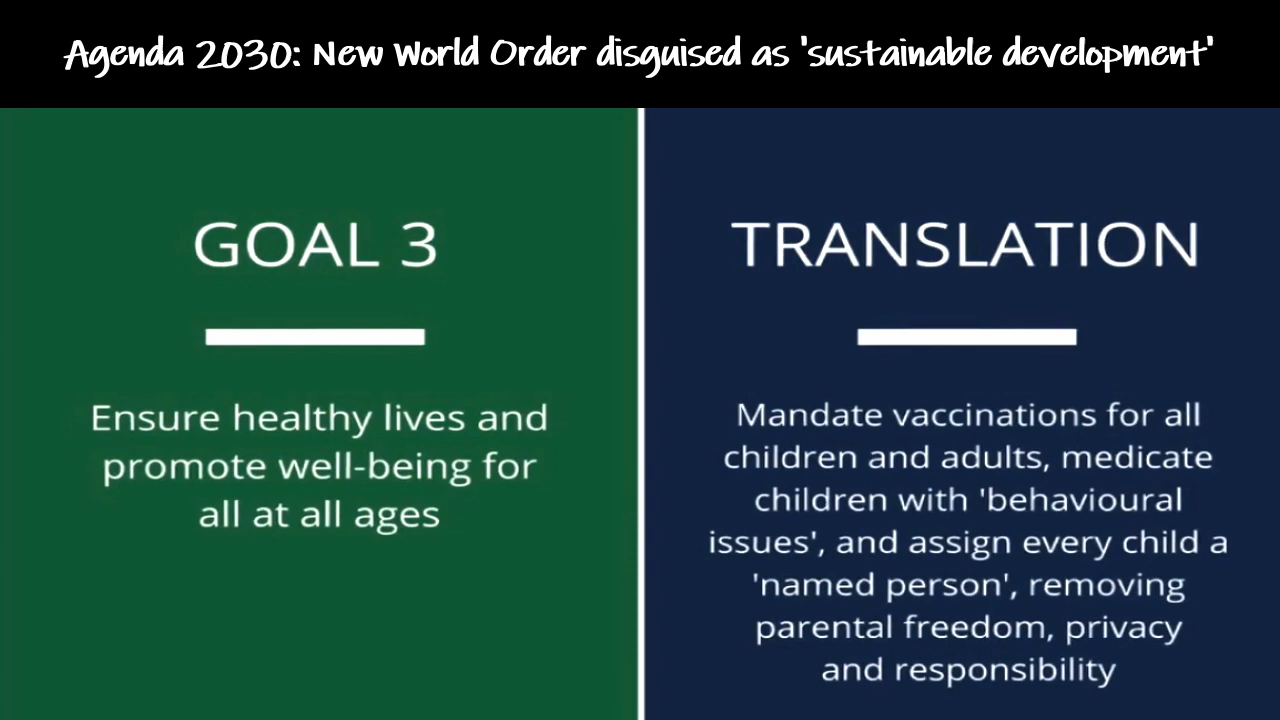 Agenda 2030: New World Order disguised as 'sustainable development'
GOAL 3
Ensure healthy lives and
promote well-being for
all at all ages
TRANSLATION
Mandate vaccinations for all
children and adults, medicate
children with 'behavioural
issues', and assign every child a
'named person', removing
parental freedom, privacy
and responsibility